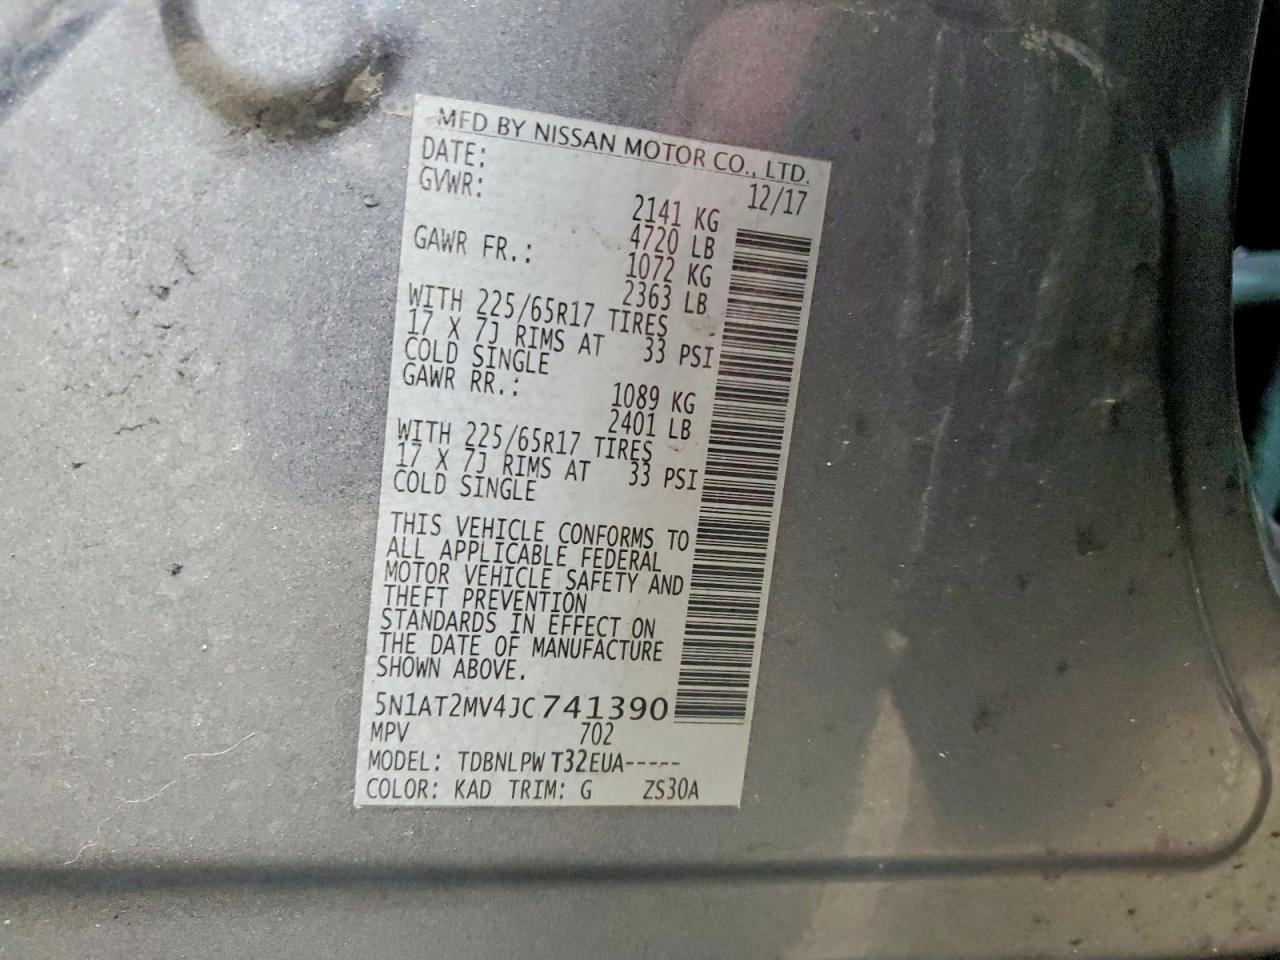 MFD BY NISSAN MOTOR CO., LTD.
DATE: 12/17
GVWR: 2141 KG
4720 LB
GAWR FR.: 1072 KG
2363 LB
WITH 225/65R17 TIRES
17 X 7J RIMS AT 33 PSI
COLD SINGLE
GAWR RR.: 1089 KG
2401 LB
WITH 225/65R17 TIRES
17 X 7J RIMS AT 33 PSI
COLD SINGLE
THIS VEHICLE CONFORMS TO
ALL APPLICABLE FEDERAL
MOTOR VEHICLE SAFETY AND
THEFT PREVENTION
STANDARDS IN EFFECT ON
THE DATE OF MANUFACTURE
SHOWN ABOVE.
5N1AT2MV4JC741390
MPV 702
MODEL: TDBNLPW T32EUA-----
COLOR: KAD TRIM: G ZS30A